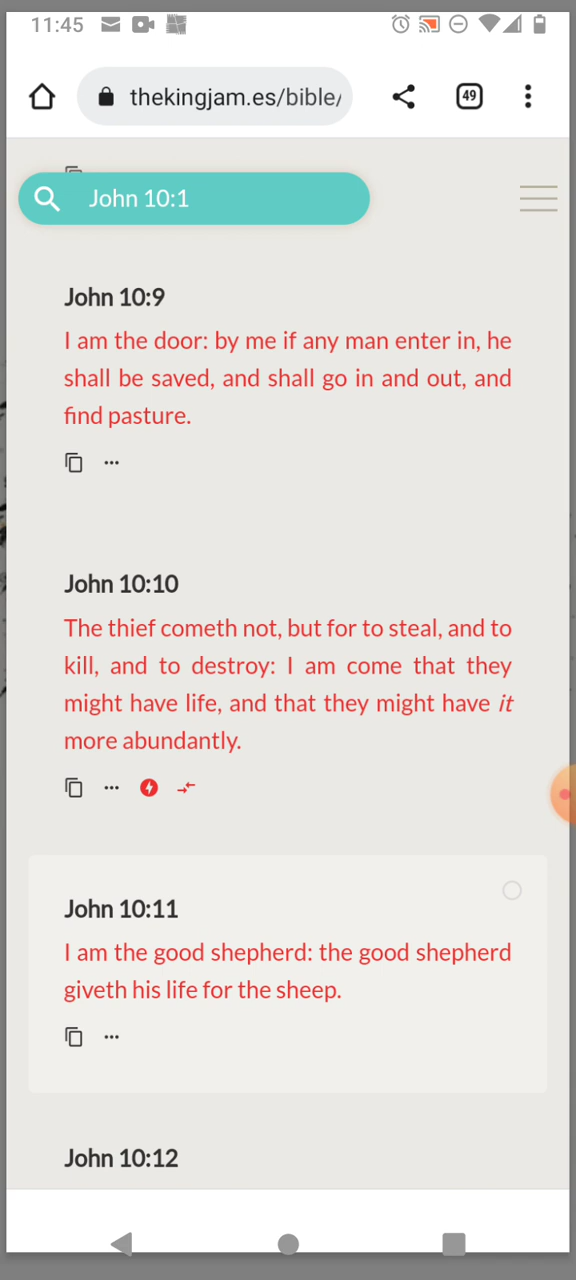 11:45
thekingjam.es/bible/
49
John 10:1
John 10:9
I am the door: by me if any man enter in, he
shall be saved, and shall go in and out, and
find pasture.
John 10:10
The thief cometh not, but for to steal, and to
kill, and to destroy: I am come that they
might have life, and that they might have it
more abundantly.
John 10:11
I am the good shepherd: the good shepherd
giveth his life for the sheep.
John 10:12